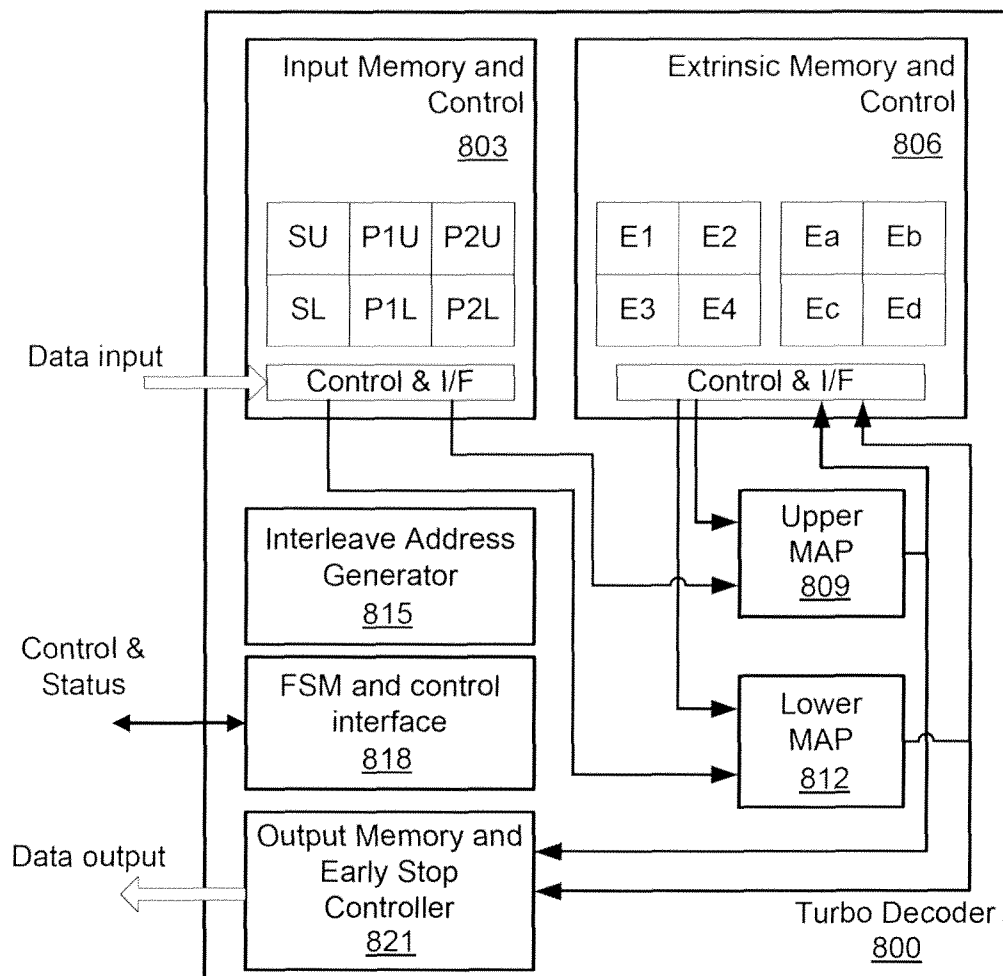 Input Memory and
Control
803
SU P1U P2U
SL P1L P2L
Control & I/F
Extrinsic Memory and
Control
806
E1 E2 Ea Eb
E3 E4 Ec Ed
Control & I/F
Data input
Interleave Address
Generator
815
Upper
MAP
809
Control &
Status
FSM and control
interface
818
Lower
MAP
812
Data output
Output Memory and
Early Stop
Controller
821
Turbo Decoder
800